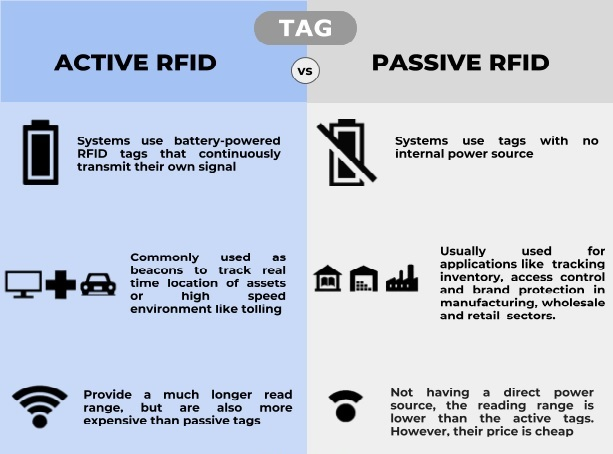 TAG
ACTIVE RFID
vs
PASSIVE RFID
Systems use battery-powered
RFID tags that continuously
transmit their own signal
Systems use tags with no
internal power source
Commonly used as
beacons to track real
time location of assets
or high speed
environment like tolling
Usually used for
applications like tracking
inventory, access control
and brand protection in
manufacturing, wholesale
and retail sectors.
Provide a much longer read
range, but are also more
expensive than passive tags
Not having a direct power
source, the reading range is
lower than the active tags.
However, their price is cheap